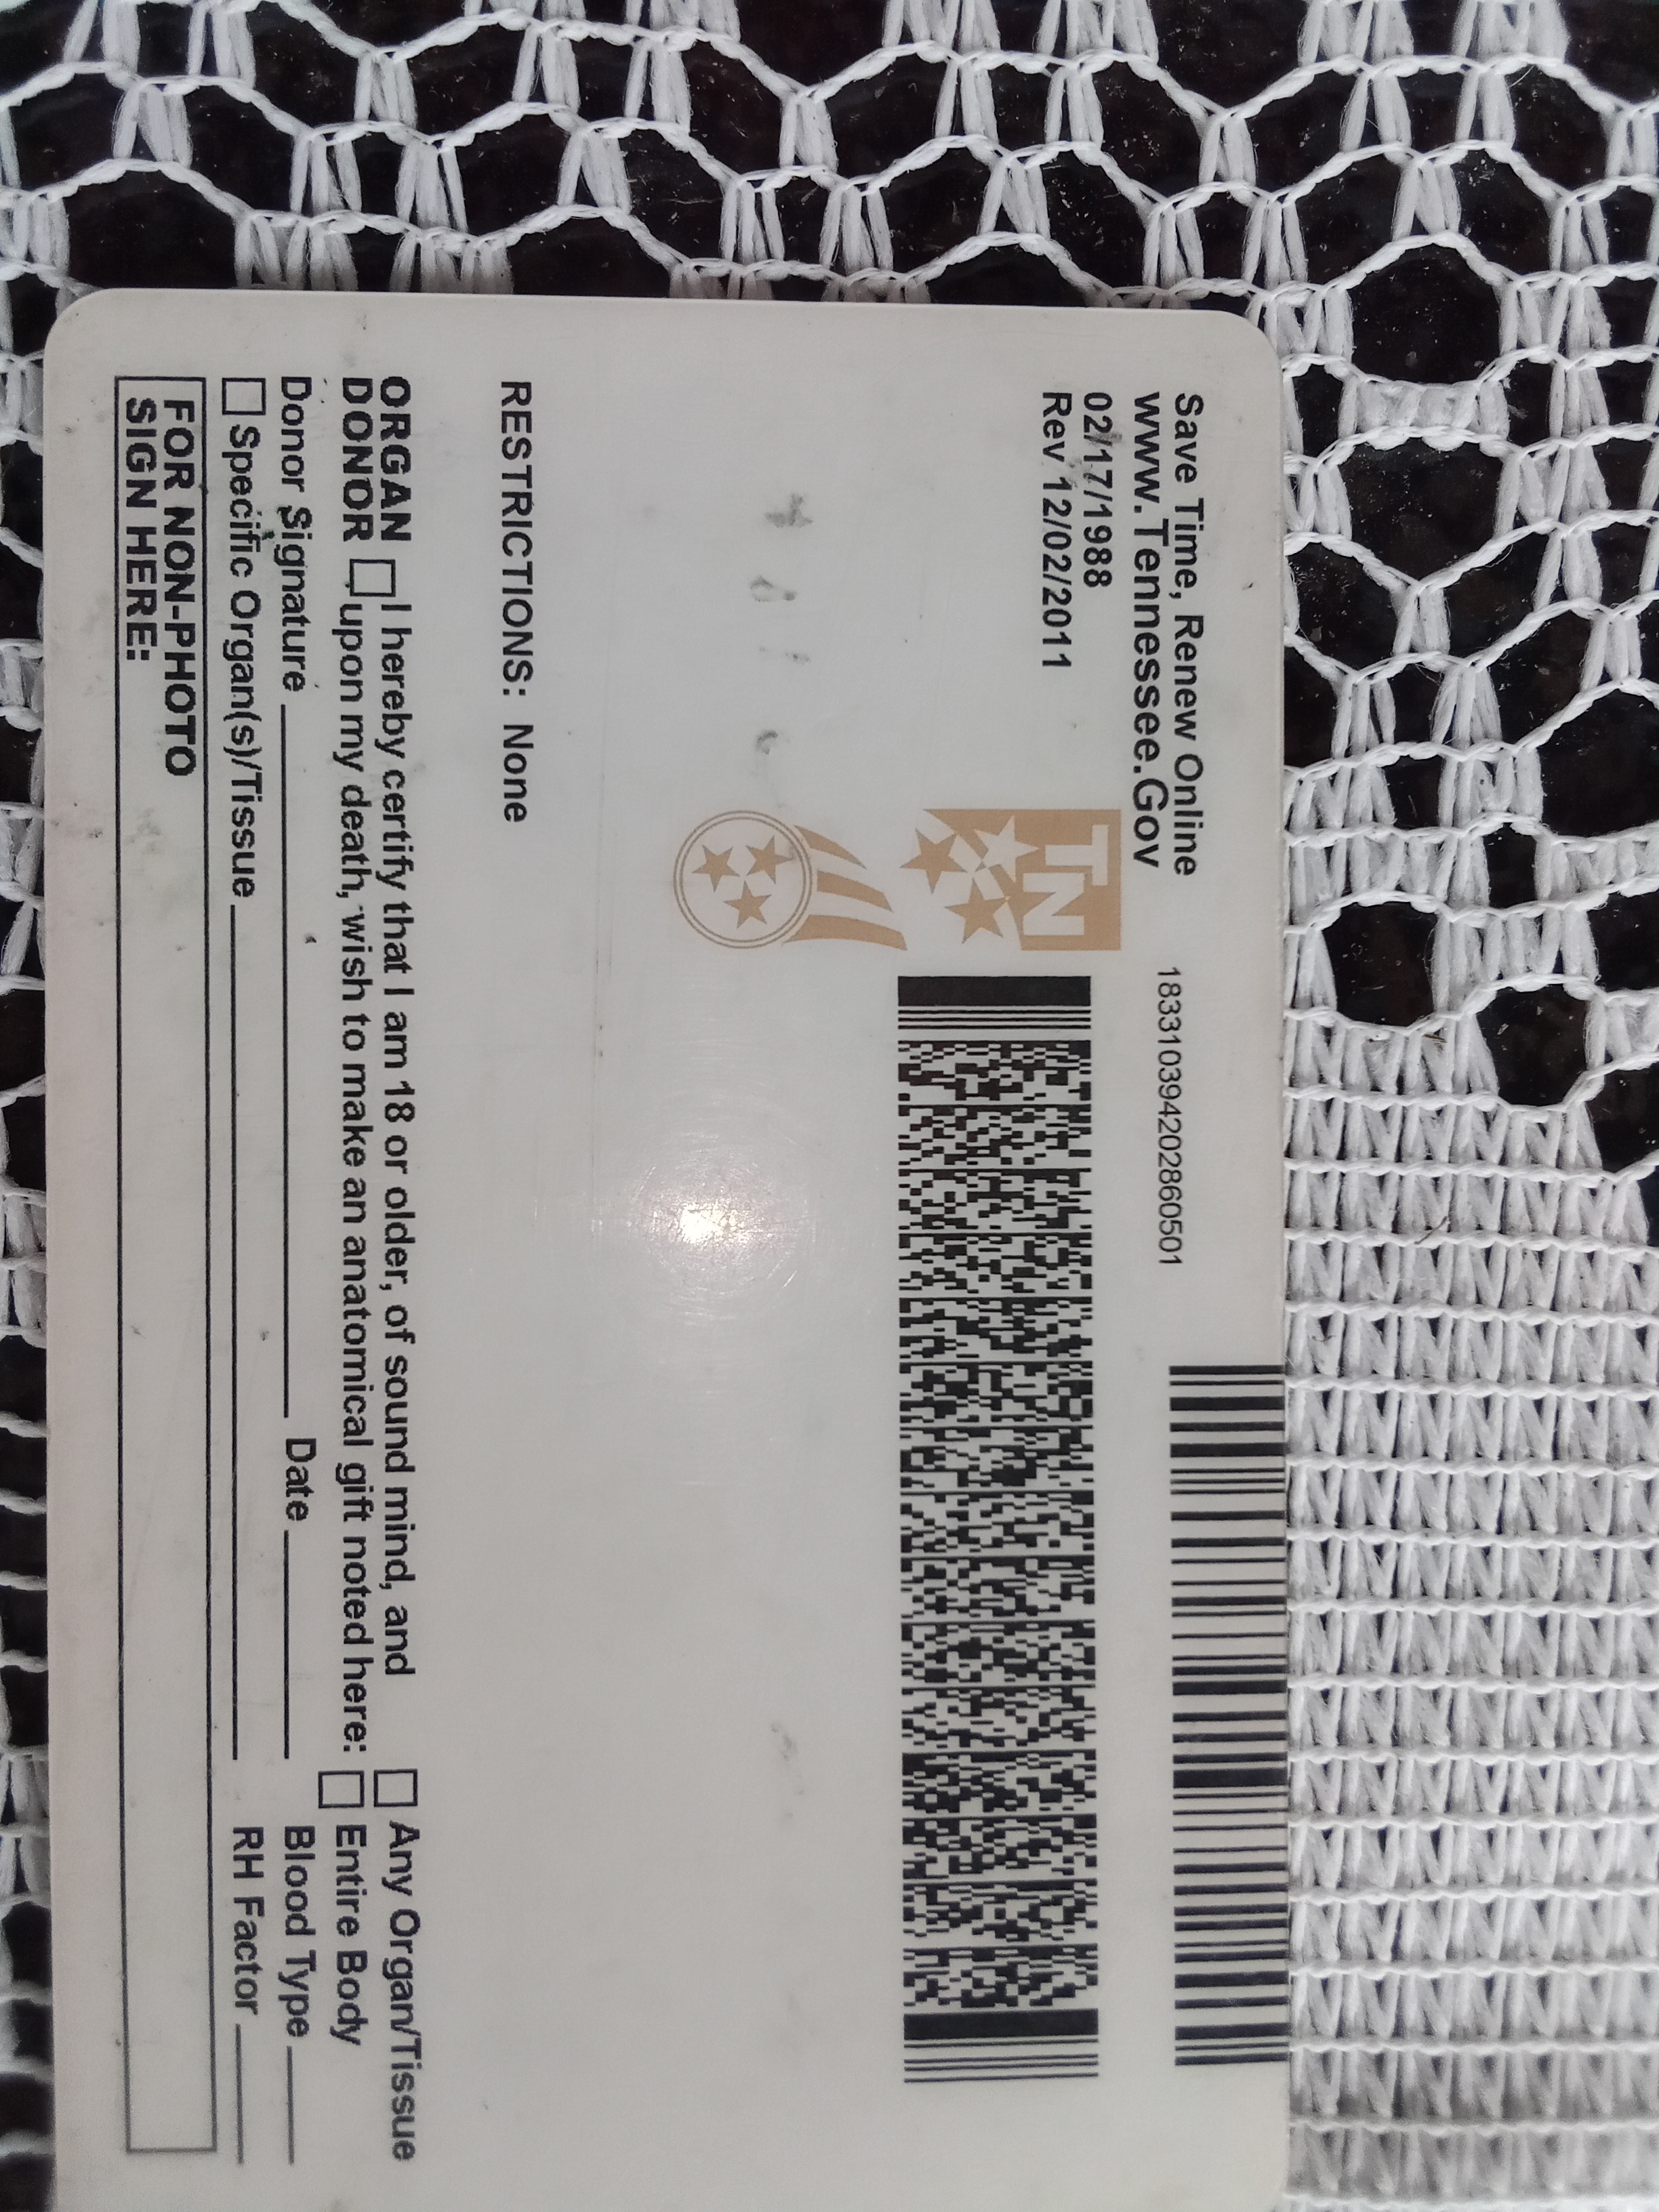 Save Time, Renew Online
www.Tennessee.Gov
02/17/1988
Rev 12/02/2011
183310394202860501
TN
RESTRICTIONS: None
ORGAN DONOR
I hereby certify that I am 18 or older, of sound mind, and
upon my death, wish to make an anatomical gift noted here:
Any Organ/Tissue
Entire Body
Donor Signature Date Blood Type
Specific Organ(s)/Tissue RH Factor
FOR NON-PHOTO
SIGN HERE: